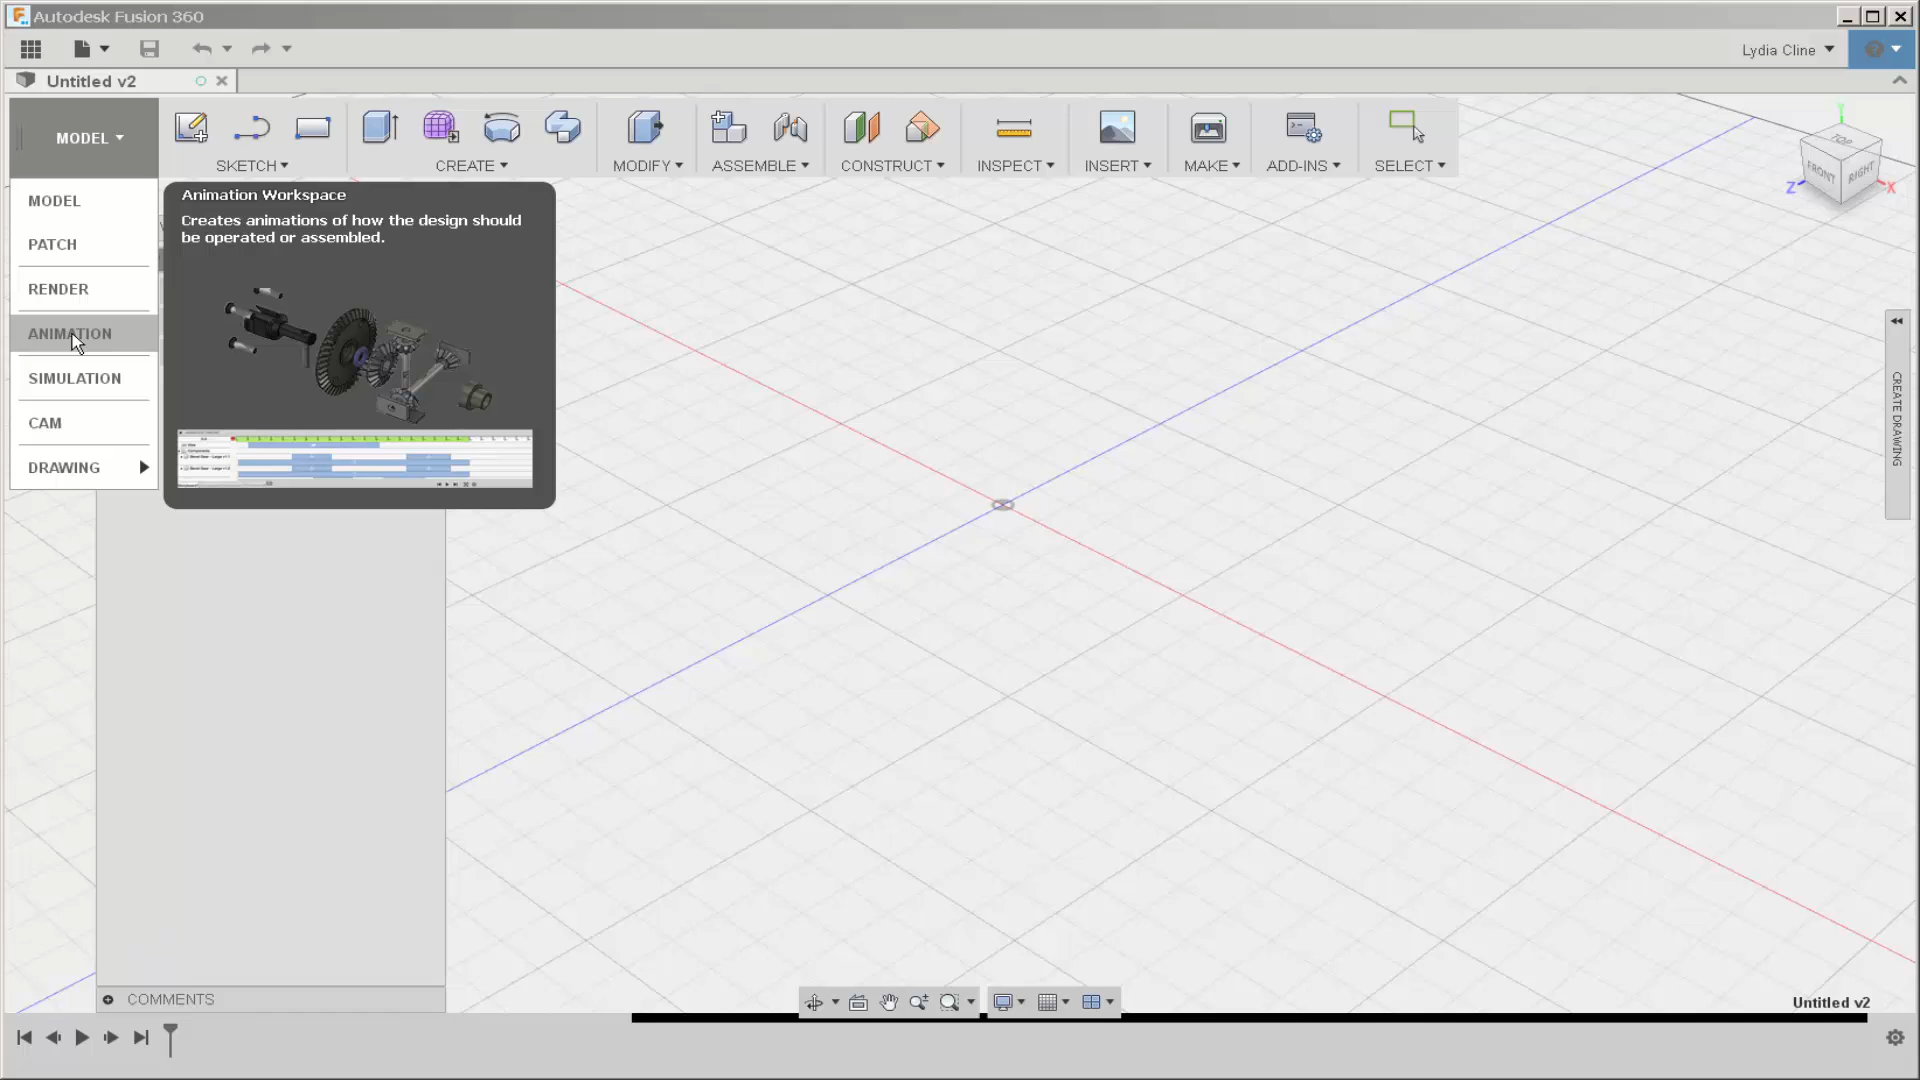 Autodesk Fusion 360
Lydia Cline
Untitled v2
MODEL
SKETCH
CREATE
MODIFY
ASSEMBLE
CONSTRUCT
INSPECT
INSERT
MAKE
ADD-INS
SELECT
TOP
FRONT
RIGHT
Y
Z
X
MODEL
PATCH
RENDER
ANIMATION
SIMULATION
CAM
DRAWING
Animation Workspace
Creates animations of how the design should
be operated or assembled.
CREATE DRAWING
COMMENTS
Untitled v2